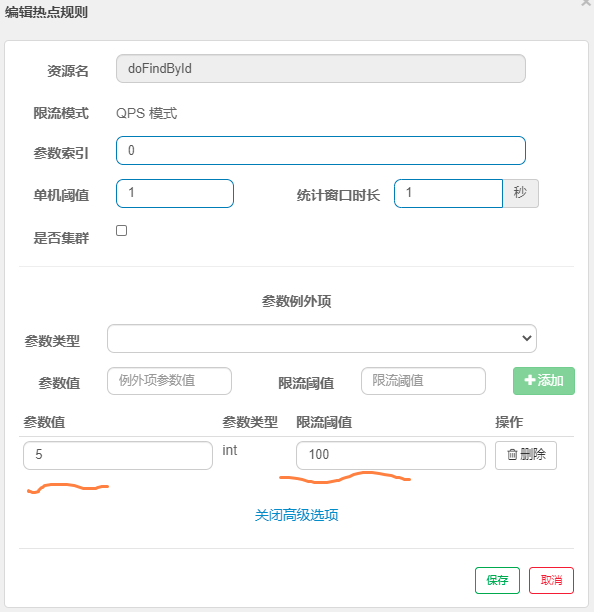 编辑热点规则
×
资源名 doFindById
限流模式 QPS 模式
参数索引 0
单机阈值 1 统计窗口时长 1 秒
是否集群
参数例外项
参数类型
参数值 例外项参数值 限流阈值 限流阈值 +添加
参数值 参数类型 限流阈值 操作
5 int 100 删除
关闭高级选项
保存 取消